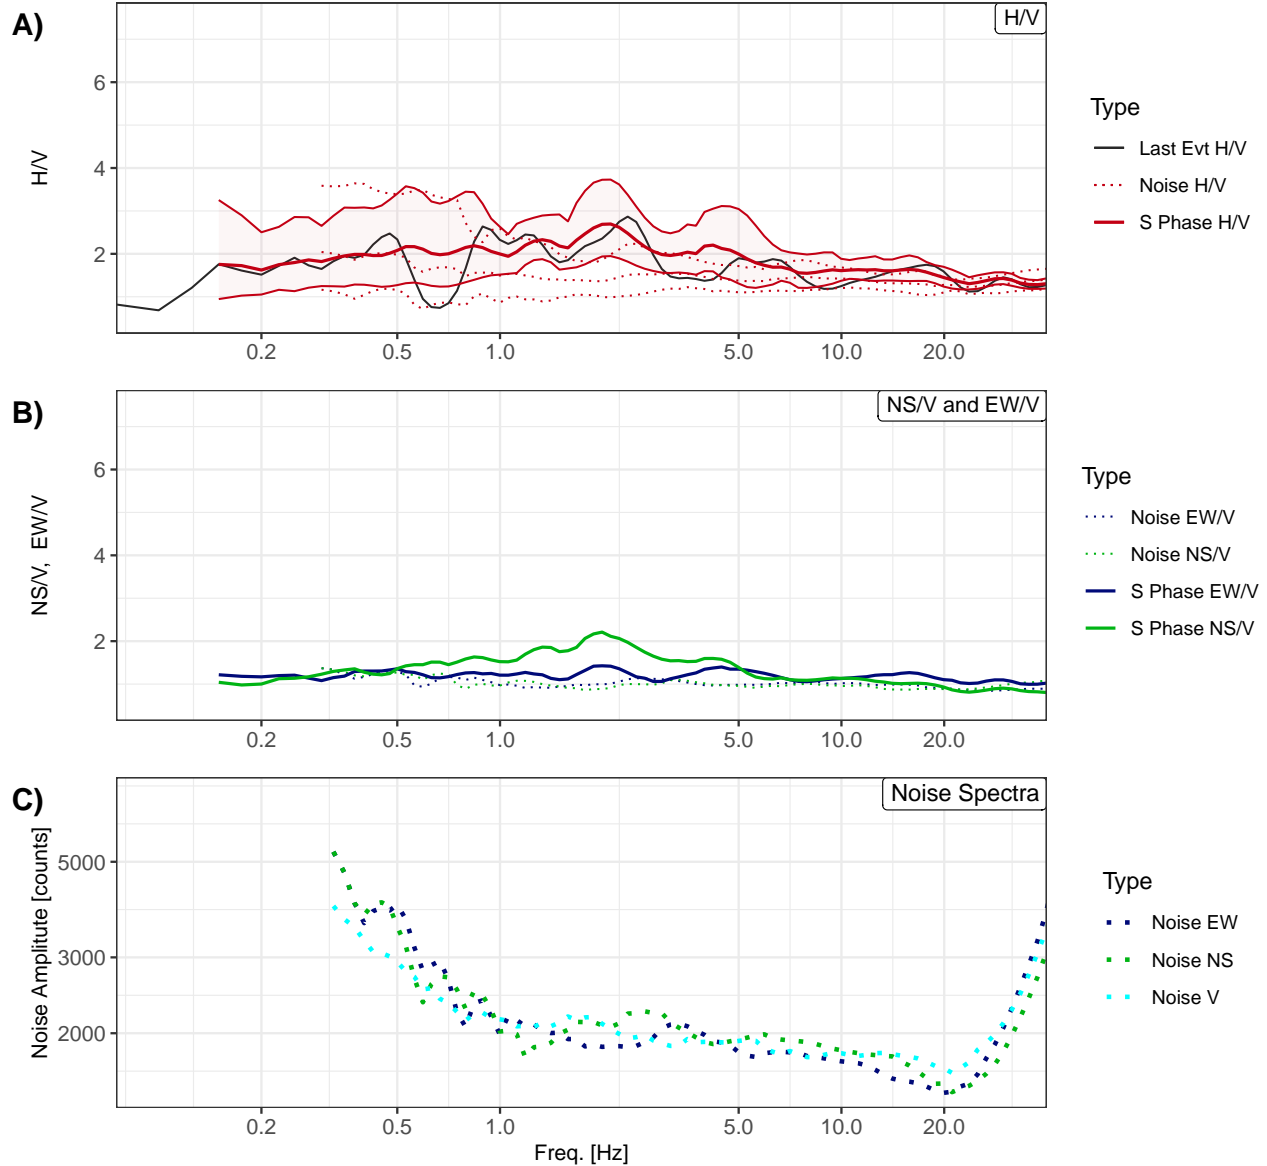 A)
H/V
6
4
2
H/V
0.2 0.5 1.0 5.0 10.0 20.0
Type
Last Evt H/V
Noise H/V
S Phase H/V
B)
NS/V and EW/V
6
4
2
NS/V, EW/V
0.2 0.5 1.0 5.0 10.0 20.0
Type
Noise EW/V
Noise NS/V
S Phase EW/V
S Phase NS/V
C)
Noise Spectra
5000
3000
2000
Noise Amplitute [counts]
0.2 0.5 1.0 5.0 10.0 20.0
Freq. [Hz]
Type
Noise EW
Noise NS
Noise V